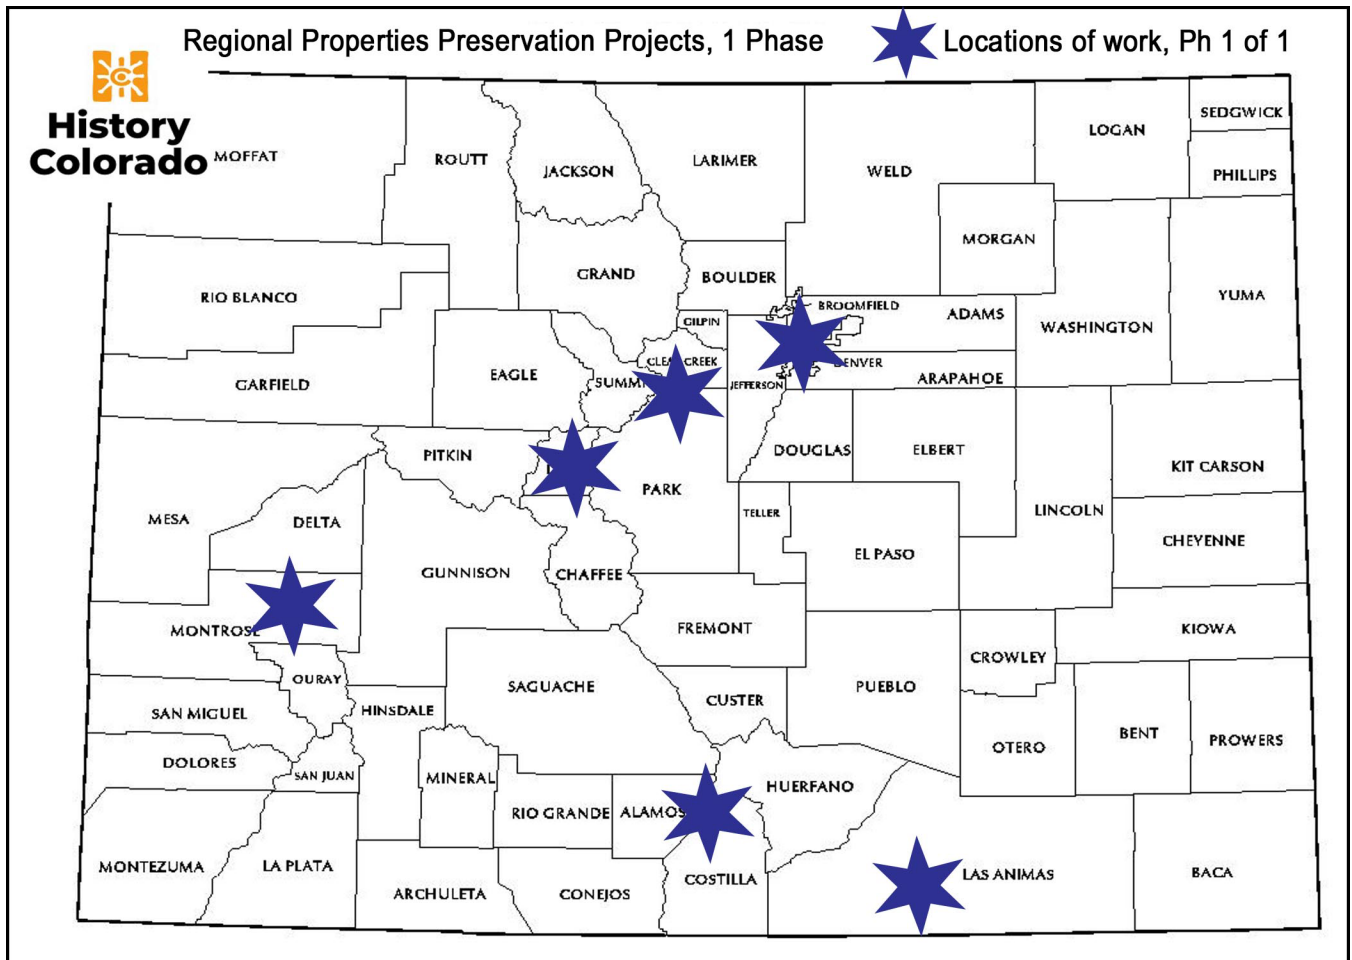 Regional Properties Preservation Projects, 1 Phase
Locations of work, Ph 1 of 1
History
Colorado
MOFFAT
ROUTT
JACKSON
LARIMER
WELD
LOGAN
SEDGWICK
PHILLIPS
MORGAN
GRAND
BOULDER
RIO BLANCO
BROOMFIELD
ADAMS
WASHINGTON
YUMA
GILPIN
CREEK
DENVER
EAGLE
GARFIELD
JEFFERSON
ARAPAHOE
PITKIN
DOUGLAS
ELBERT
KIT CARSON
PARK
MESA
DELTA
TELLER
LINCOLN
CHEYENNE
GUNNISON
CHAFFEE
EL PASO
MONTROSE
FREMONT
KIOWA
CROWLEY
OURAY
SAGUACHE
CUSTER
PUEBLO
SAN MIGUEL
HINSDALE
BENT
PROWERS
OTERO
DOLORES
SAN JUAN
MINERAL
HUERFANO
RIO GRANDE
ALAMOS
MONTEZUMA
LA PLATA
ARCHULETA
CONEJOS
COSTILLA
LAS ANIMAS
BACA